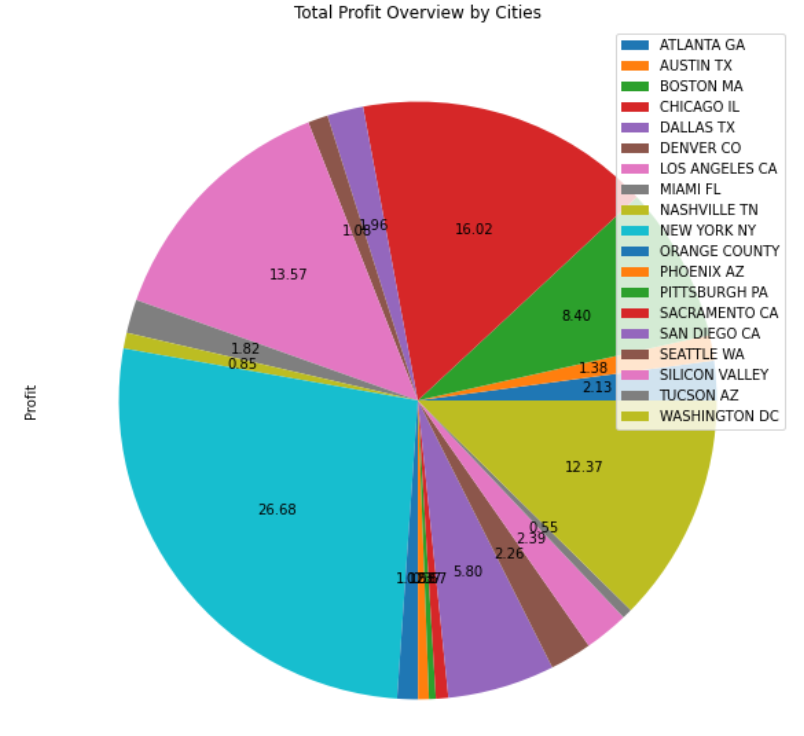 Total Profit Overview by Cities
ATLANTA GA
AUSTIN TX
BOSTON MA
CHICAGO IL
DALLAS TX
DENVER CO
LOS ANGELES CA
MIAMI FL
NASHVILLE TN
NEW YORK NY
ORANGE COUNTY
PHOENIX AZ
PITTSBURGH PA
SACRAMENTO CA
SAN DIEGO CA
SEATTLE WA
SILICON VALLEY
TUCSON AZ
WASHINGTON DC
1.96
16.02
1.08
13.57
8.40
1.82
0.85
1.38
2.13
Profit
12.37
26.68
0.55
2.39
2.26
5.80